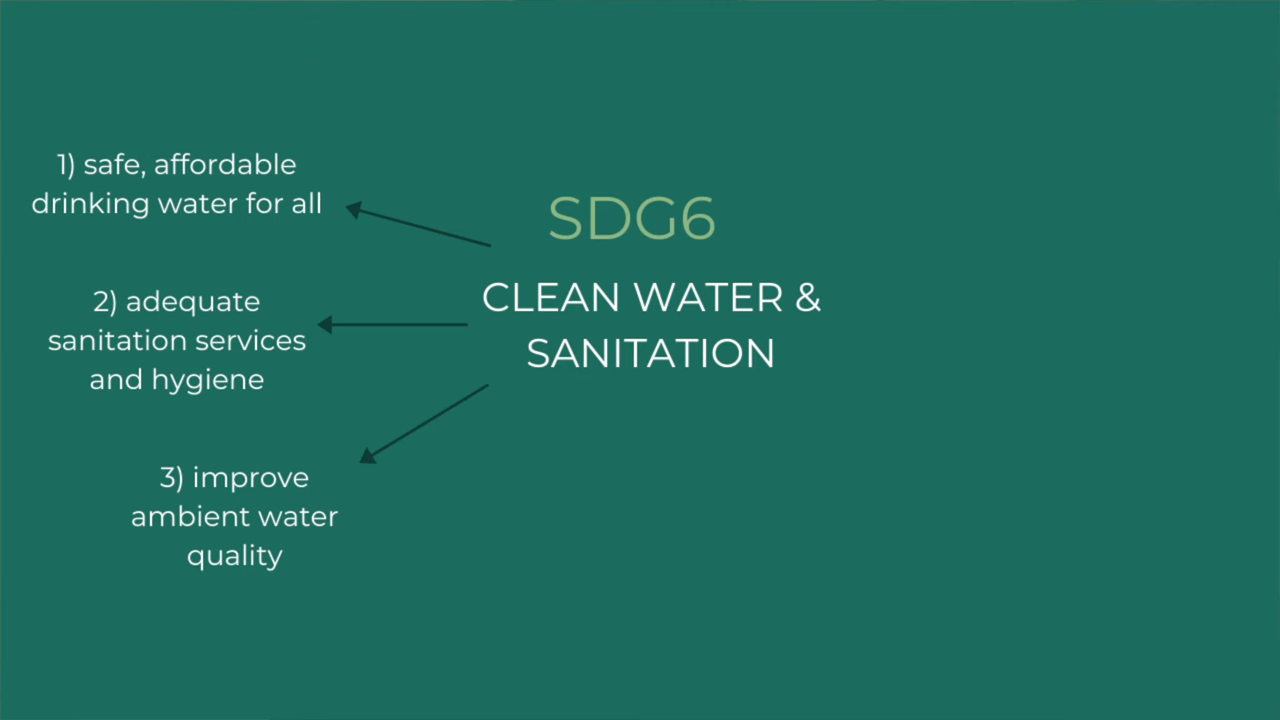 SDG6
CLEAN WATER &
SANITATION
1) safe, affordable
drinking water for all
2) adequate
sanitation services
and hygiene
3) improve
ambient water
quality